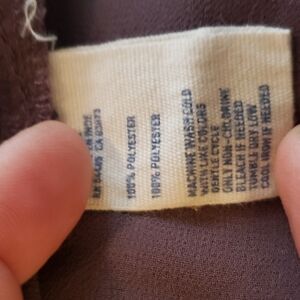 100% POLYESTER
100% POLYESTER
MACHINE WASH COLD
WITH LIKE COLORS
GENTLE CYCLE
ONLY NON-CHLORINE
BLEACH IF NEEDED
TUMBLE DRY LOW
COOL IRON IF NEEDED